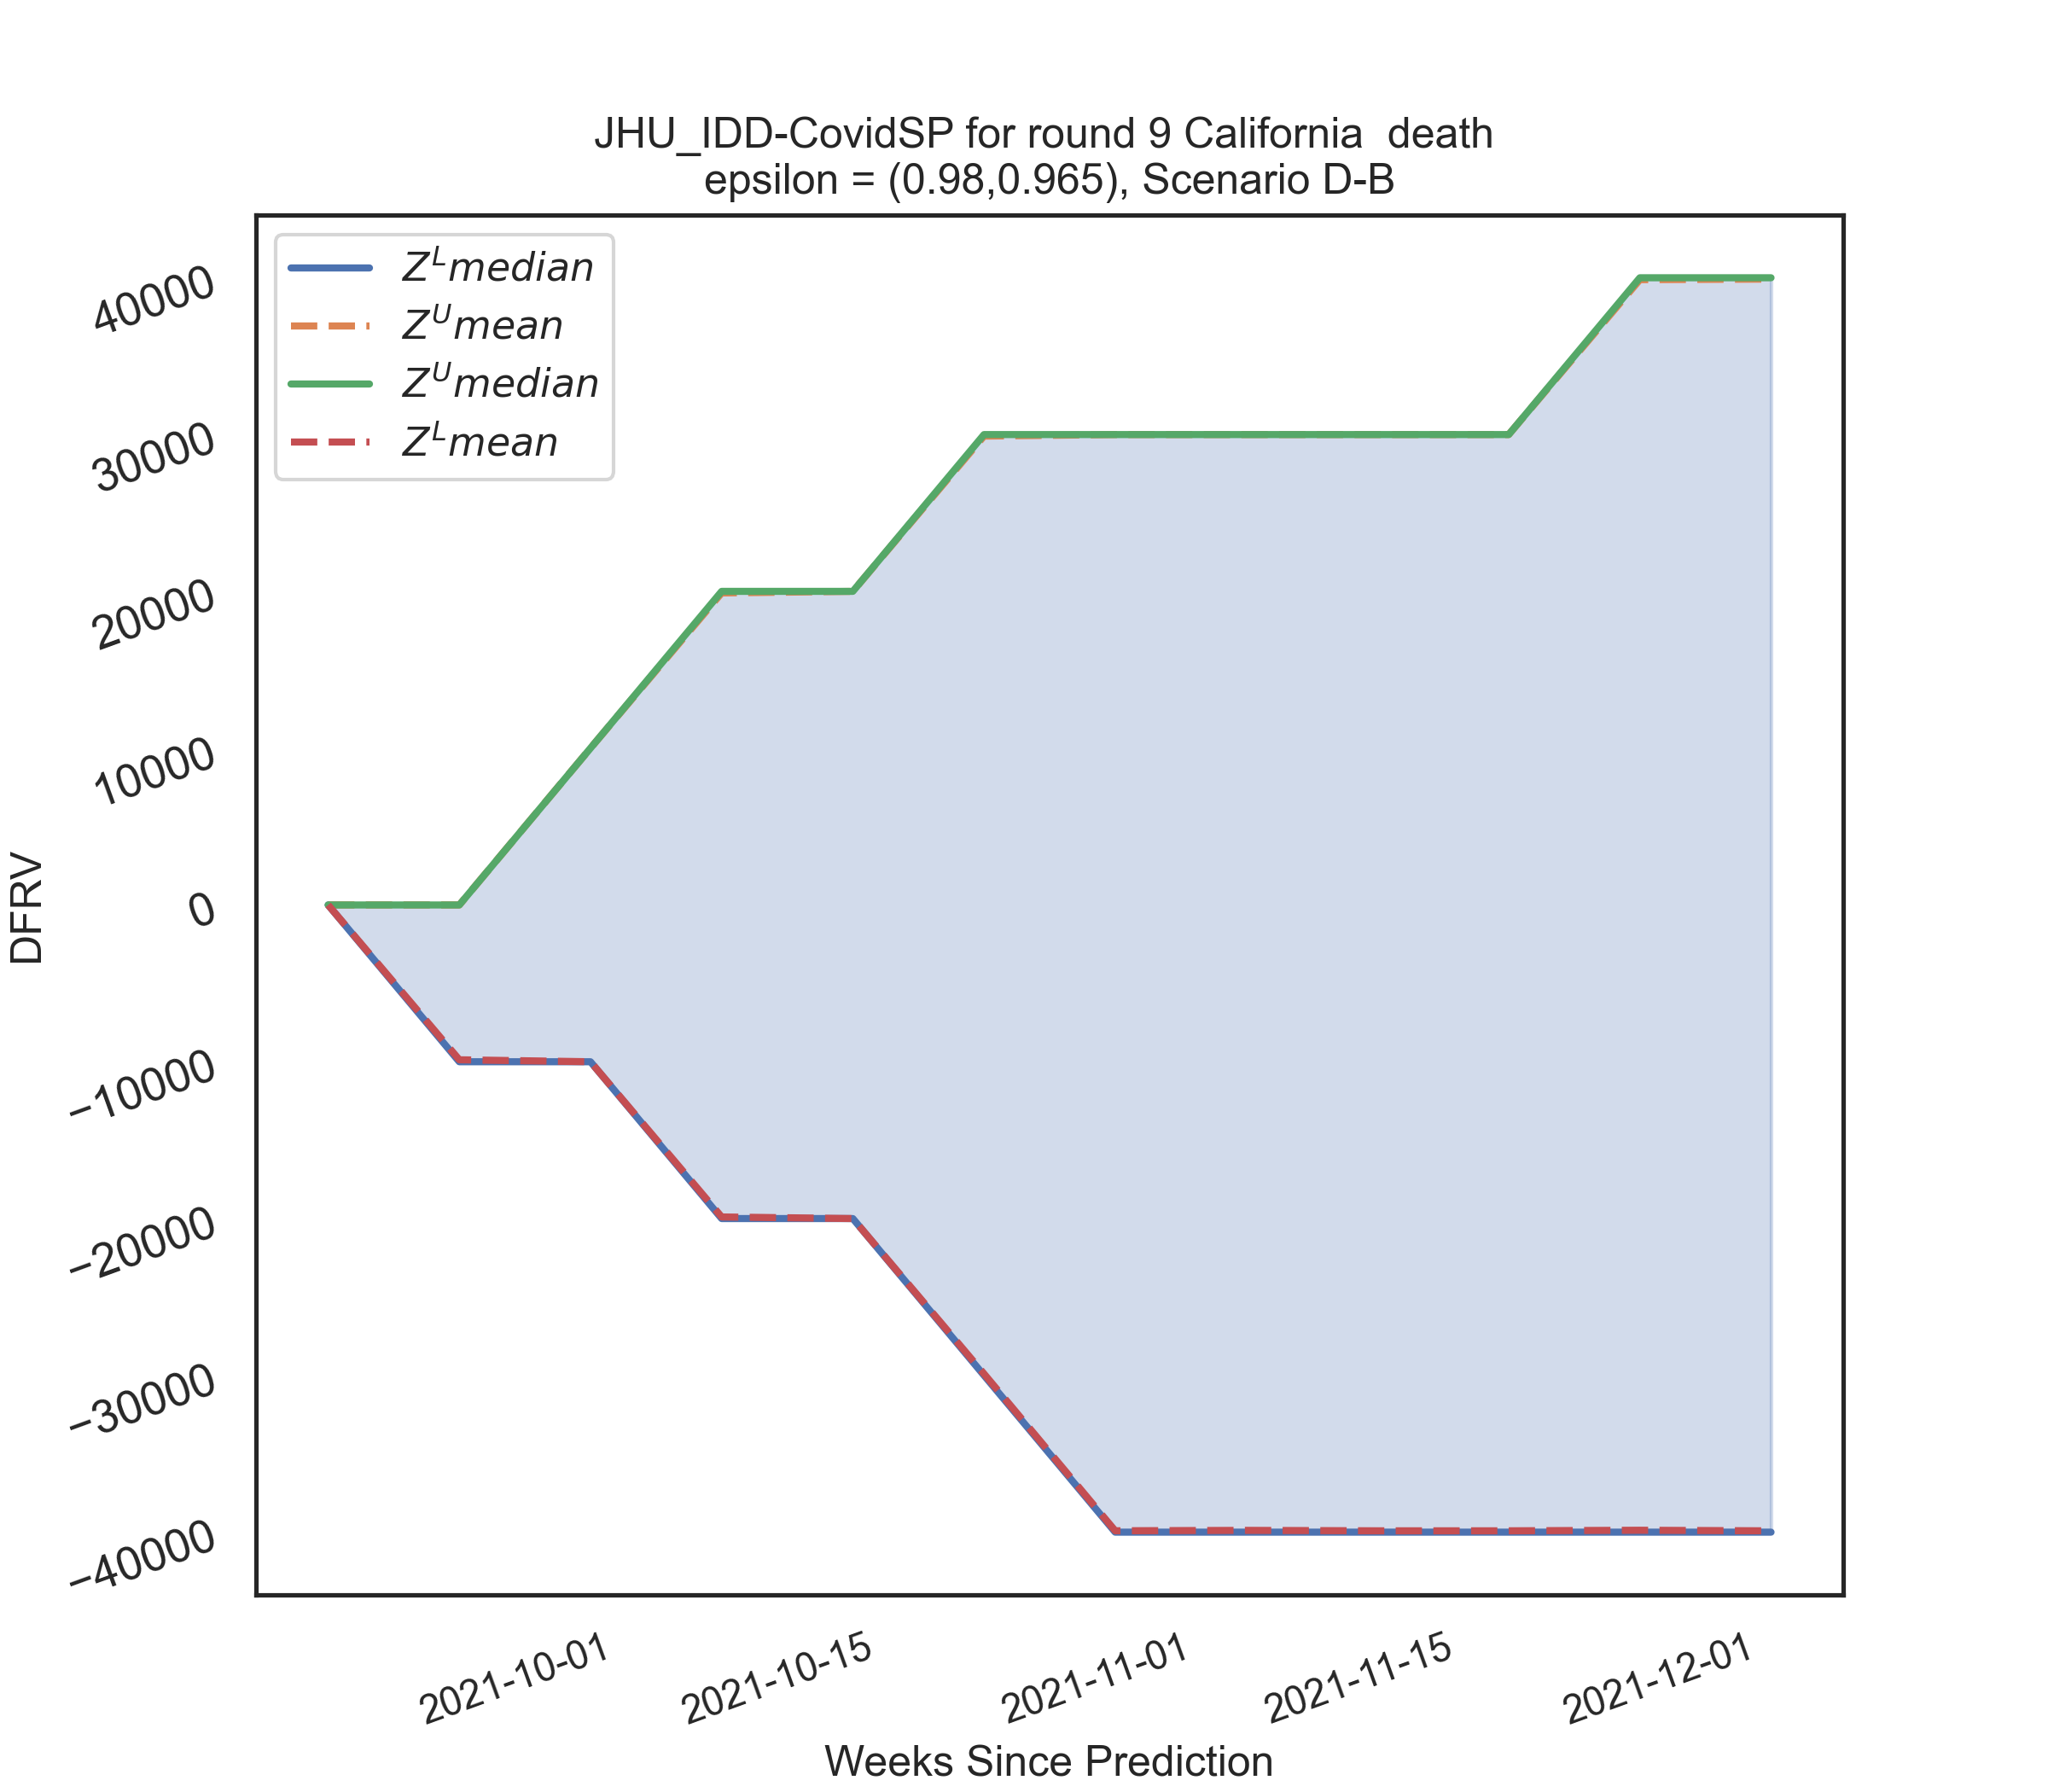 JHU_IDD-CovidSP for round 9 California  death
epsilon = (0.98,0.965), Scenario D-B
Z^L median
Z^U mean
Z^U median
Z^L mean
40000
30000
20000
10000
0
−10000
−20000
−30000
−40000
DFRV
2021-10-01
2021-10-15
2021-11-01
2021-11-15
2021-12-01
Weeks Since Prediction